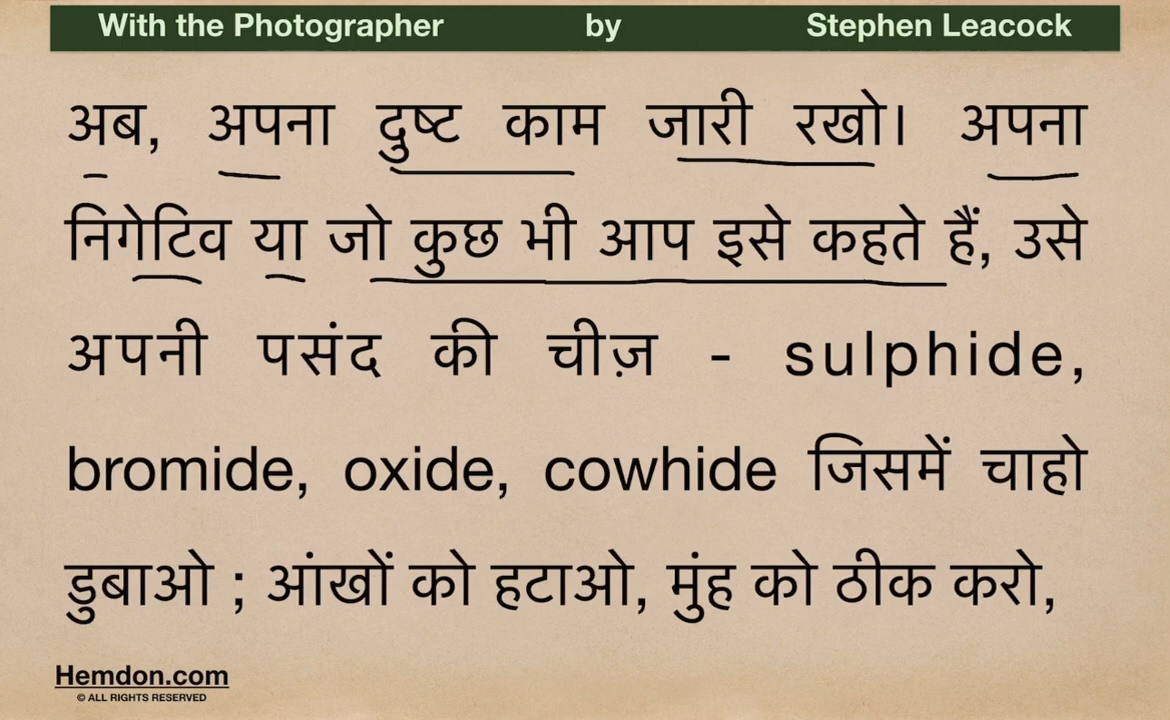 With the Photographer by Stephen Leacock
अब, अपना दुष्ट काम जारी रखो। अपना
निगेटिव या जो कुछ भी आप इसे कहते हैं, उसे
अपनी पसंद की चीज़ - sulphide,
bromide, oxide, cowhide जिसमें चाहो
डुबाओ ; आंखों को हटाओ, मुंह को ठीक करो,
Hemdon.com
© ALL RIGHTS RESERVED